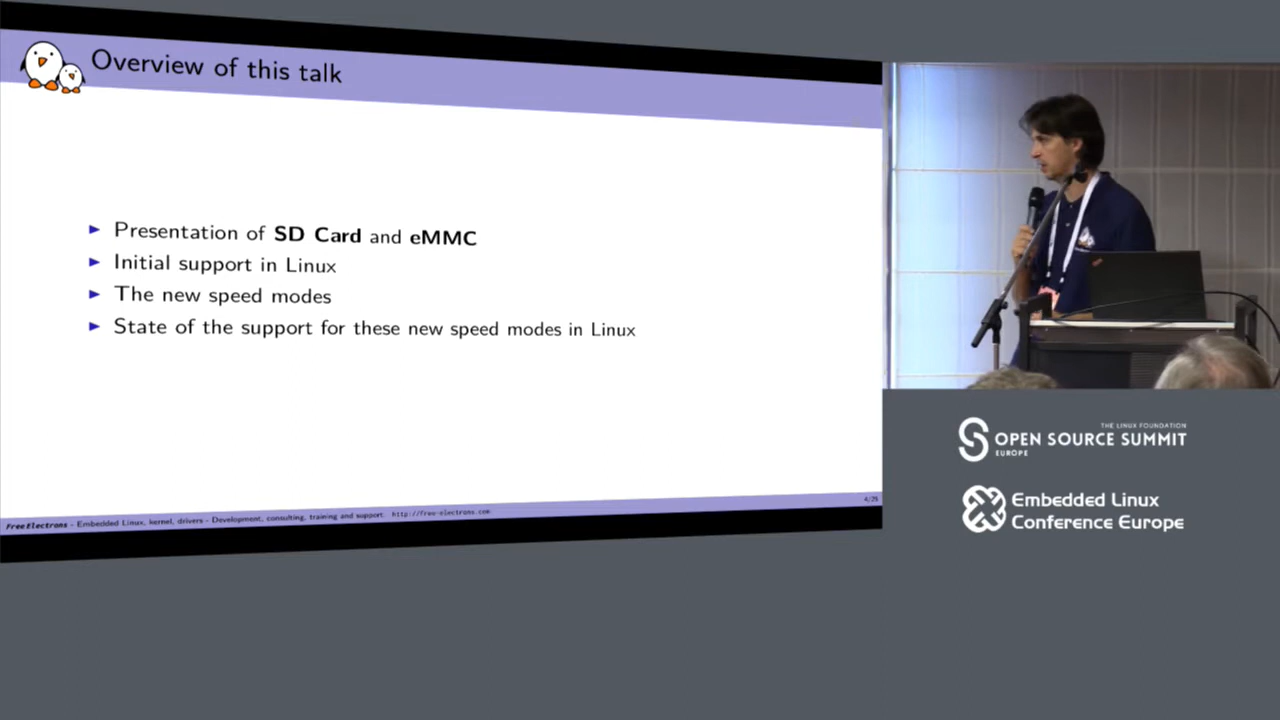 Overview of this talk
Presentation of SD Card and eMMC
Initial support in Linux
The new speed modes
State of the support for these new speed modes in Linux
4/29
Free Electrons - Embedded Linux, kernel, drivers - Development, consulting, training and support. http://free-electrons.com
THE LINUX FOUNDATION
OPEN SOURCE SUMMIT
EUROPE
Embedded Linux
Conference Europe